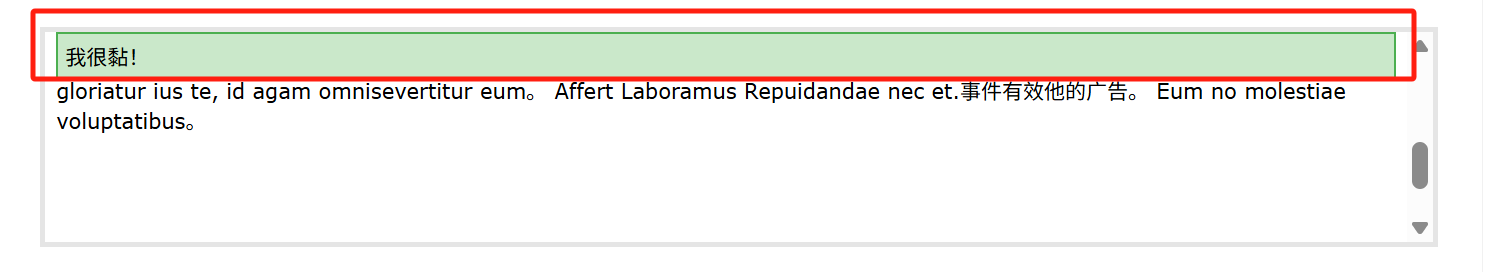 我很黏！
gloriatur ius te, id agam omnisevertitur eum。 Affert Laboramus Repuidandae nec et.事件有效他的广告。 Eum no molestiae
voluptatibus。